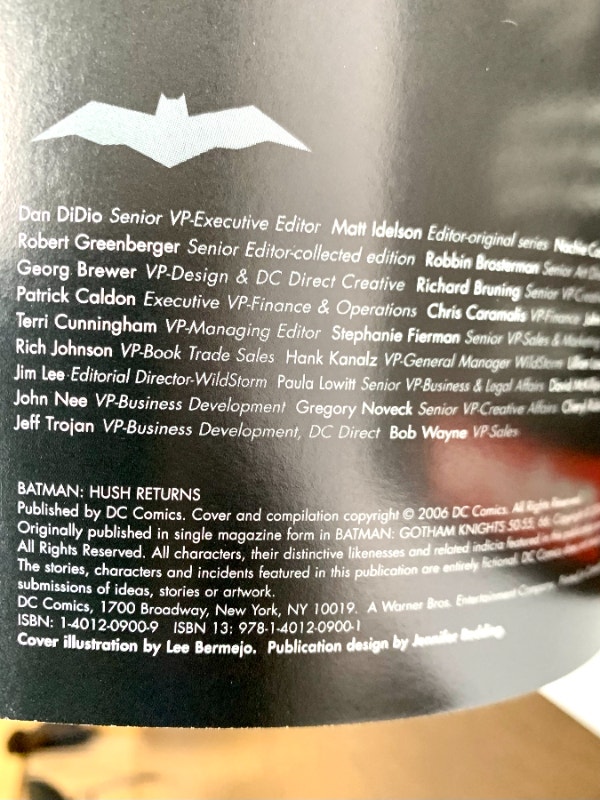 Dan DiDio Senior VP-Executive Editor Matt Idelson Editor-original series
Robert Greenberger Senior Editor-collected edition Robbin Brosterman Senior Art
Georg Brewer VP-Design & DC Direct Creative Richard Bruning Senior VP-
Patrick Caldon Executive VP-Finance & Operations Chris Caramalis VP-Finance
Terri Cunningham VP-Managing Editor Stephanie Fierman Senior VP-Sales &
Rich Johnson VP-Book Trade Sales Hank Kanalz VP-General Manager WildStorm
Jim Lee Editorial Director-WildStorm Paula Lowitt Senior VP-Business & Legal Affairs David
John Nee VP-Business Development Gregory Noveck Senior VP-Creative Affairs Cheryl
Jeff Trojan VP-Business Development, DC Direct Bob Wayne VP-Sales
BATMAN: HUSH RETURNS
Published by DC Comics. Cover and compilation copyright © 2006 DC Comics. All Rights Reserved.
Originally published in single magazine form in BATMAN: GOTHAM KNIGHTS 50-55, 66.
All Rights Reserved. All characters, their distinctive likenesses and related indicia featured in
The stories, characters and incidents featured in this publication are entirely fictional. DC Comics
submissions of ideas, stories or artwork.
DC Comics, 1700 Broadway, New York, NY 10019. A Warner Bros. Entertainment Company
ISBN: 1-4012-0900-9 ISBN 13: 978-1-4012-0900-1
Cover illustration by Lee Bermejo. Publication design by Jennifer